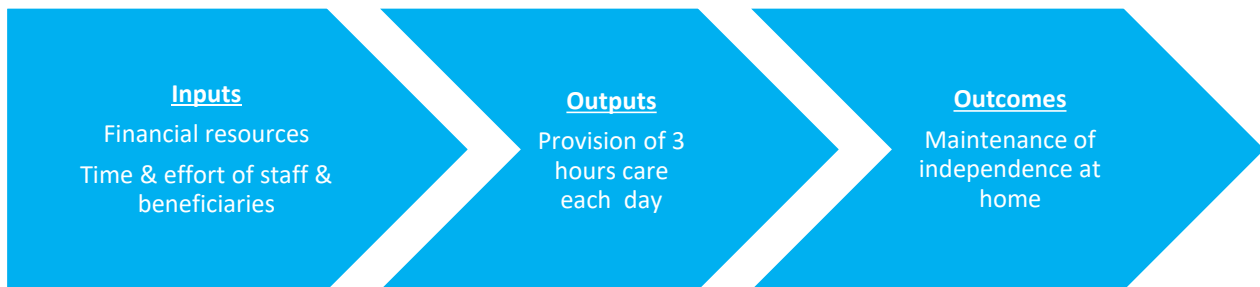 Inputs
Financial resources
Time & effort of staff &
beneficiaries
Outputs
Provision of 3
hours care
each  day
Outcomes
Maintenance of
independence at
home